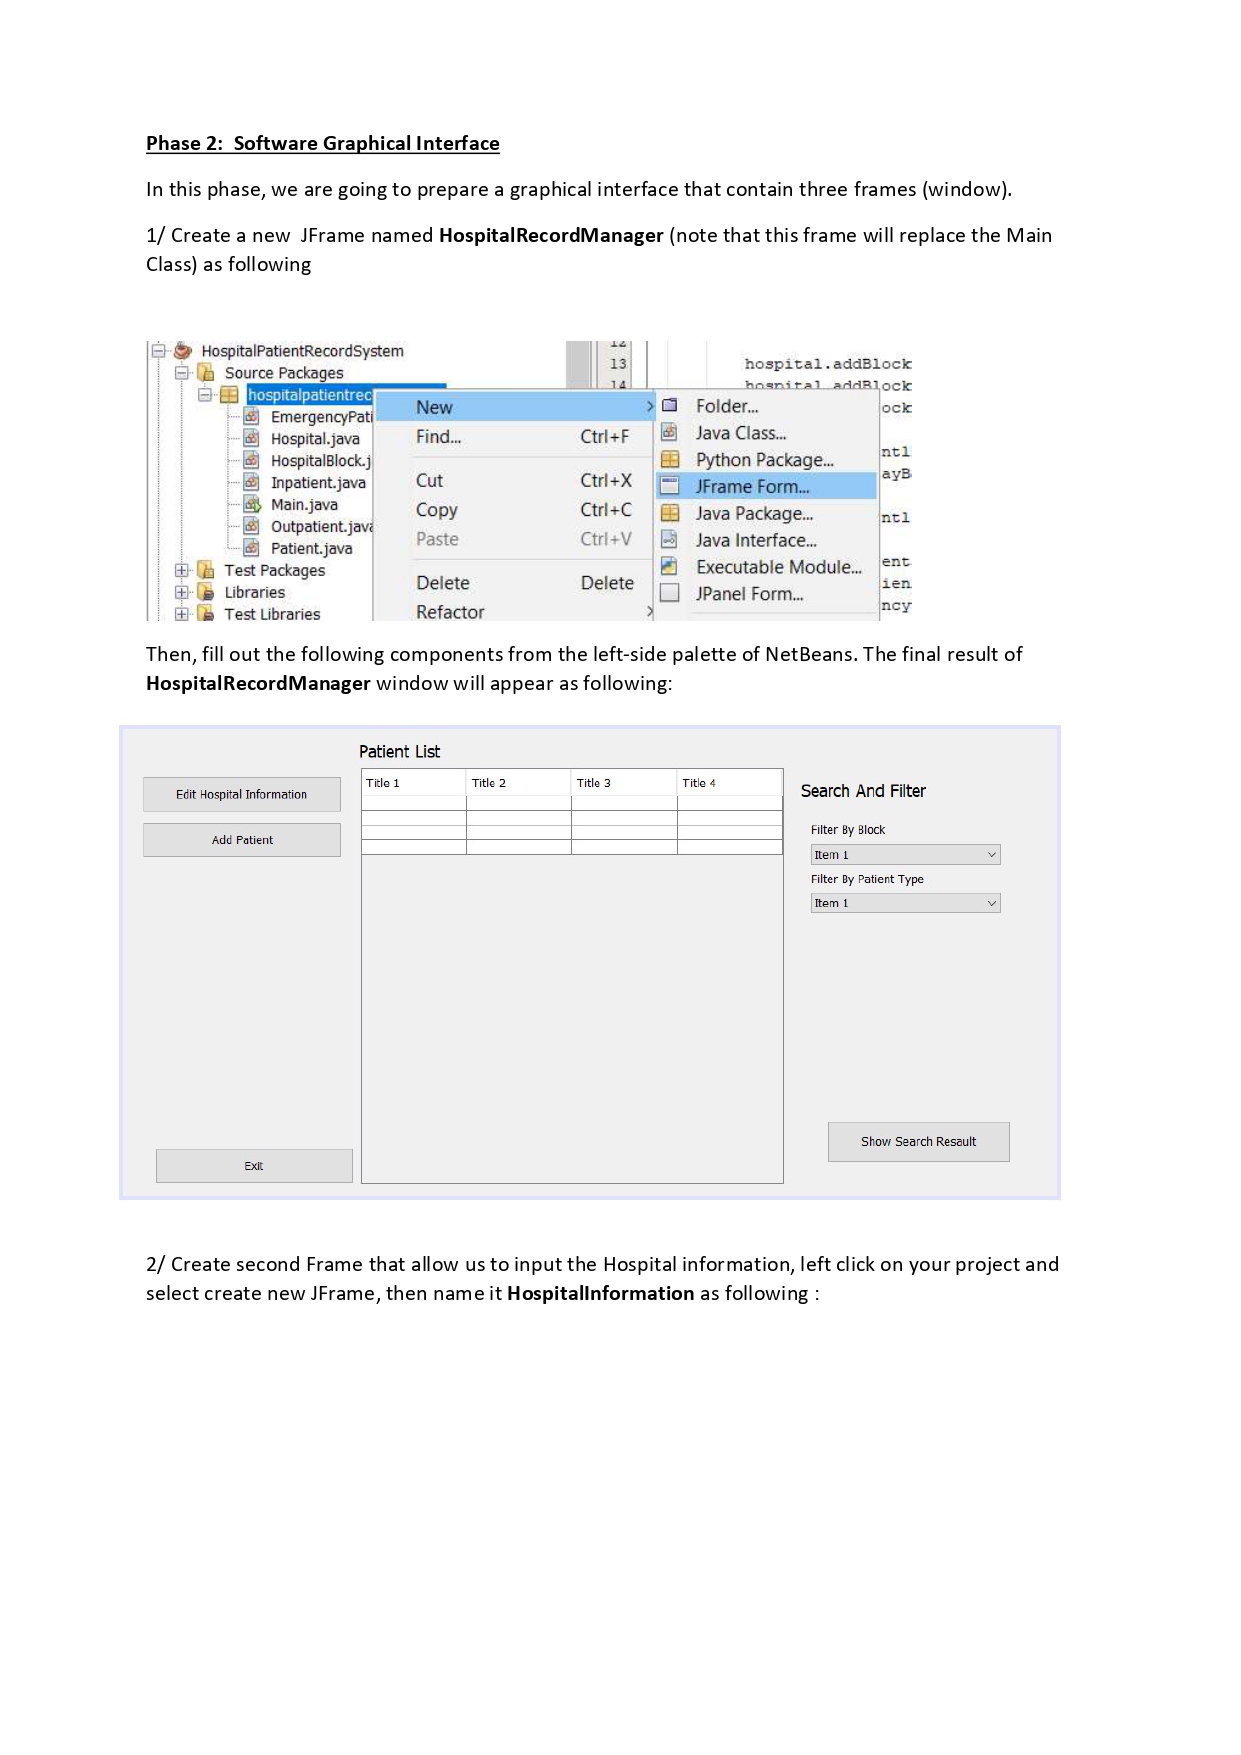 Phase 2:  Software Graphical Interface
In this phase, we are going to prepare a graphical interface that contain three frames (window).
1/ Create a new  JFrame named HospitalRecordManager (note that this frame will replace the Main
Class) as following
HospitalPatientRecordSystem
Source Packages
hospitalpatientrec
EmergencyPati
Hospital.java
HospitalBlock.j
Inpatient.java
Main.java
Outpatient.java
Patient.java
Test Packages
Libraries
Test Libraries
New
Find... Ctrl+F
Cut Ctrl+X
Copy Ctrl+C
Paste Ctrl+V
Delete Delete
Refactor
Folder...
Java Class...
Python Package...
JFrame Form...
Java Package...
Java Interface...
Executable Module...
JPanel Form...
12
13 hospital.addBlock
14 hospital.addBlock
ock
ntl
ayB
ntl
ent
ien
ncy
Then, fill out the following components from the left-side palette of NetBeans. The final result of
HospitalRecordManager window will appear as following:
Patient List
Edit Hospital Information
Add Patient
Exit
Title 1 Title 2 Title 3 Title 4
Search And Filter
Filter By Block
Item 1
Filter By Patient Type
Item 1
Show Search Resault
2/ Create second Frame that allow us to input the Hospital information, left click on your project and
select create new JFrame, then name it HospitalInformation as following :